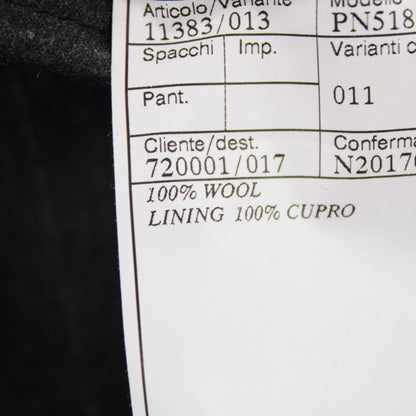 Articolo/Variante Modello
11383/013 PN518
Spacchi Imp. Varianti c
Pant. 011
Cliente/dest. Conferma
720001/017 N2017
100% WOOL
LINING 100% CUPRO